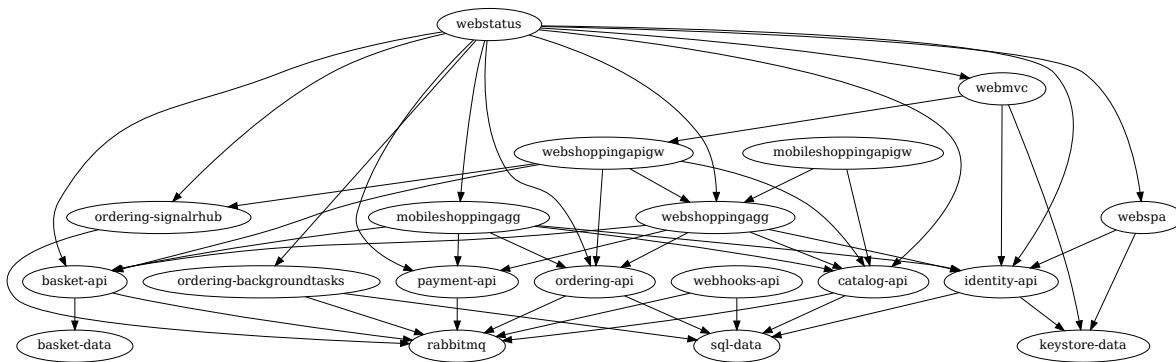 webstatus
webmvc
webshoppingapigw
mobileshoppingapigw
ordering-signalrhub
mobileshoppingagg
webshoppingagg
webspa
basket-api
ordering-backgroundtasks
payment-api
ordering-api
webhooks-api
catalog-api
identity-api
basket-data
rabbitmq
sql-data
keystore-data